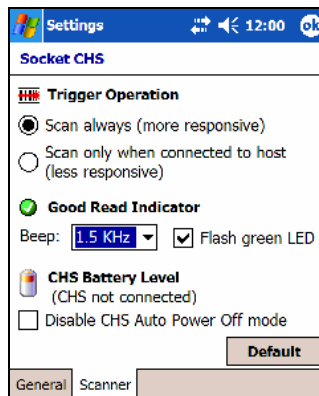 Settings 12:00 ok
Socket CHS
Trigger Operation
Scan always (more responsive)
Scan only when connected to host
(less responsive)
Good Read Indicator
Beep: 1.5 KHz Flash green LED
CHS Battery Level
(CHS not connected)
Disable CHS Auto Power Off mode
Default
General Scanner